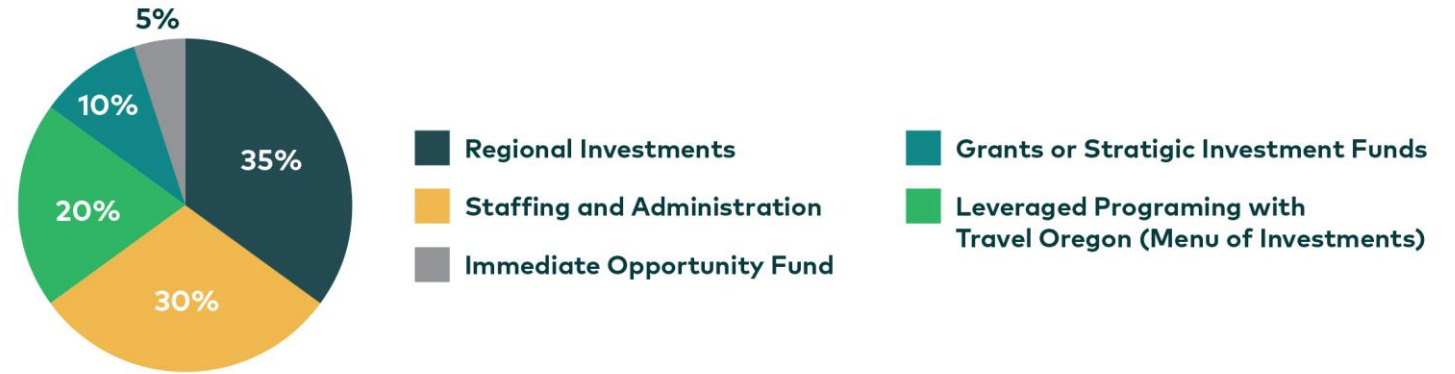 5%
10%
35%
20%
30%
Regional Investments
Staffing and Administration
Immediate Opportunity Fund
Grants or Stratigic Investment Funds
Leveraged Programing with
Travel Oregon (Menu of Investments)